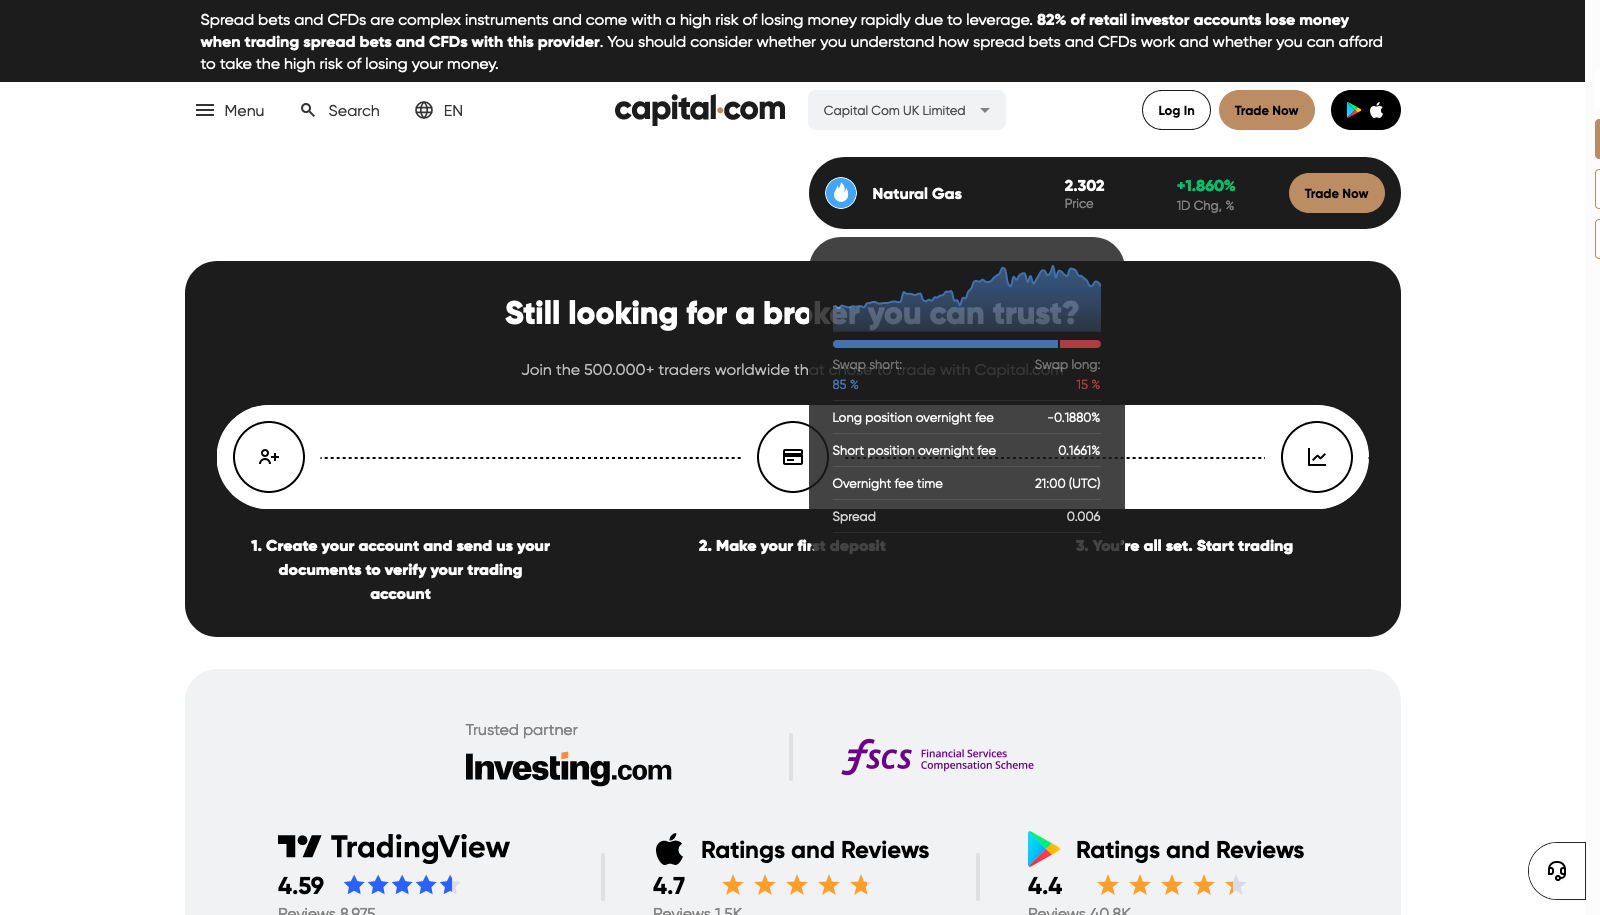 Spread bets and CFDs are complex instruments and come with a high risk of losing money rapidly due to leverage. 82% of retail investor accounts lose money
when trading spread bets and CFDs with this provider. You should consider whether you understand how spread bets and CFDs work and whether you can afford
to take the high risk of losing your money.
Menu
Search
EN
capital.com
Capital Com UK Limited
Log In
Trade Now
Natural Gas
2.302
Price
+1.860%
1D Chg, %
Trade Now
Still looking for a broker you can trust?
Join the 500.000+ traders worldwide that chose to trade with Capital.com
Swap short:
Swap long:
85 %
15 %
Long position overnight fee
-0.1880%
Short position overnight fee
0.1661%
Overnight fee time
21:00 (UTC)
Spread
0.006
1. Create your account and send us your
documents to verify your trading
account
2. Make your first deposit
3. You're all set. Start trading
Trusted partner
Investing.com
fscs
Financial Services
Compensation Scheme
TradingView
4.59
Reviews 8,975
Ratings and Reviews
4.7
Reviews 1.5K
Ratings and Reviews
4.4
Reviews 40.8K